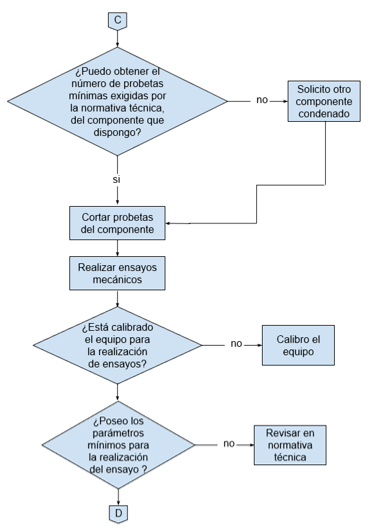 C
¿Puedo obtener el
número de probetas
mínimas exigidas por
la normativa técnica,
del componente que
dispongo?
no
Solicito otro
componente
condenado
si
Cortar probetas
del componente
Realizar ensayos
mecánicos
¿Está calibrado
el equipo para
la realización
de ensayos?
no
Calibro el
equipo
¿Poseo los
parámetros
mínimos para
la realización
del ensayo ?
no
Revisar en
normativa
técnica
D